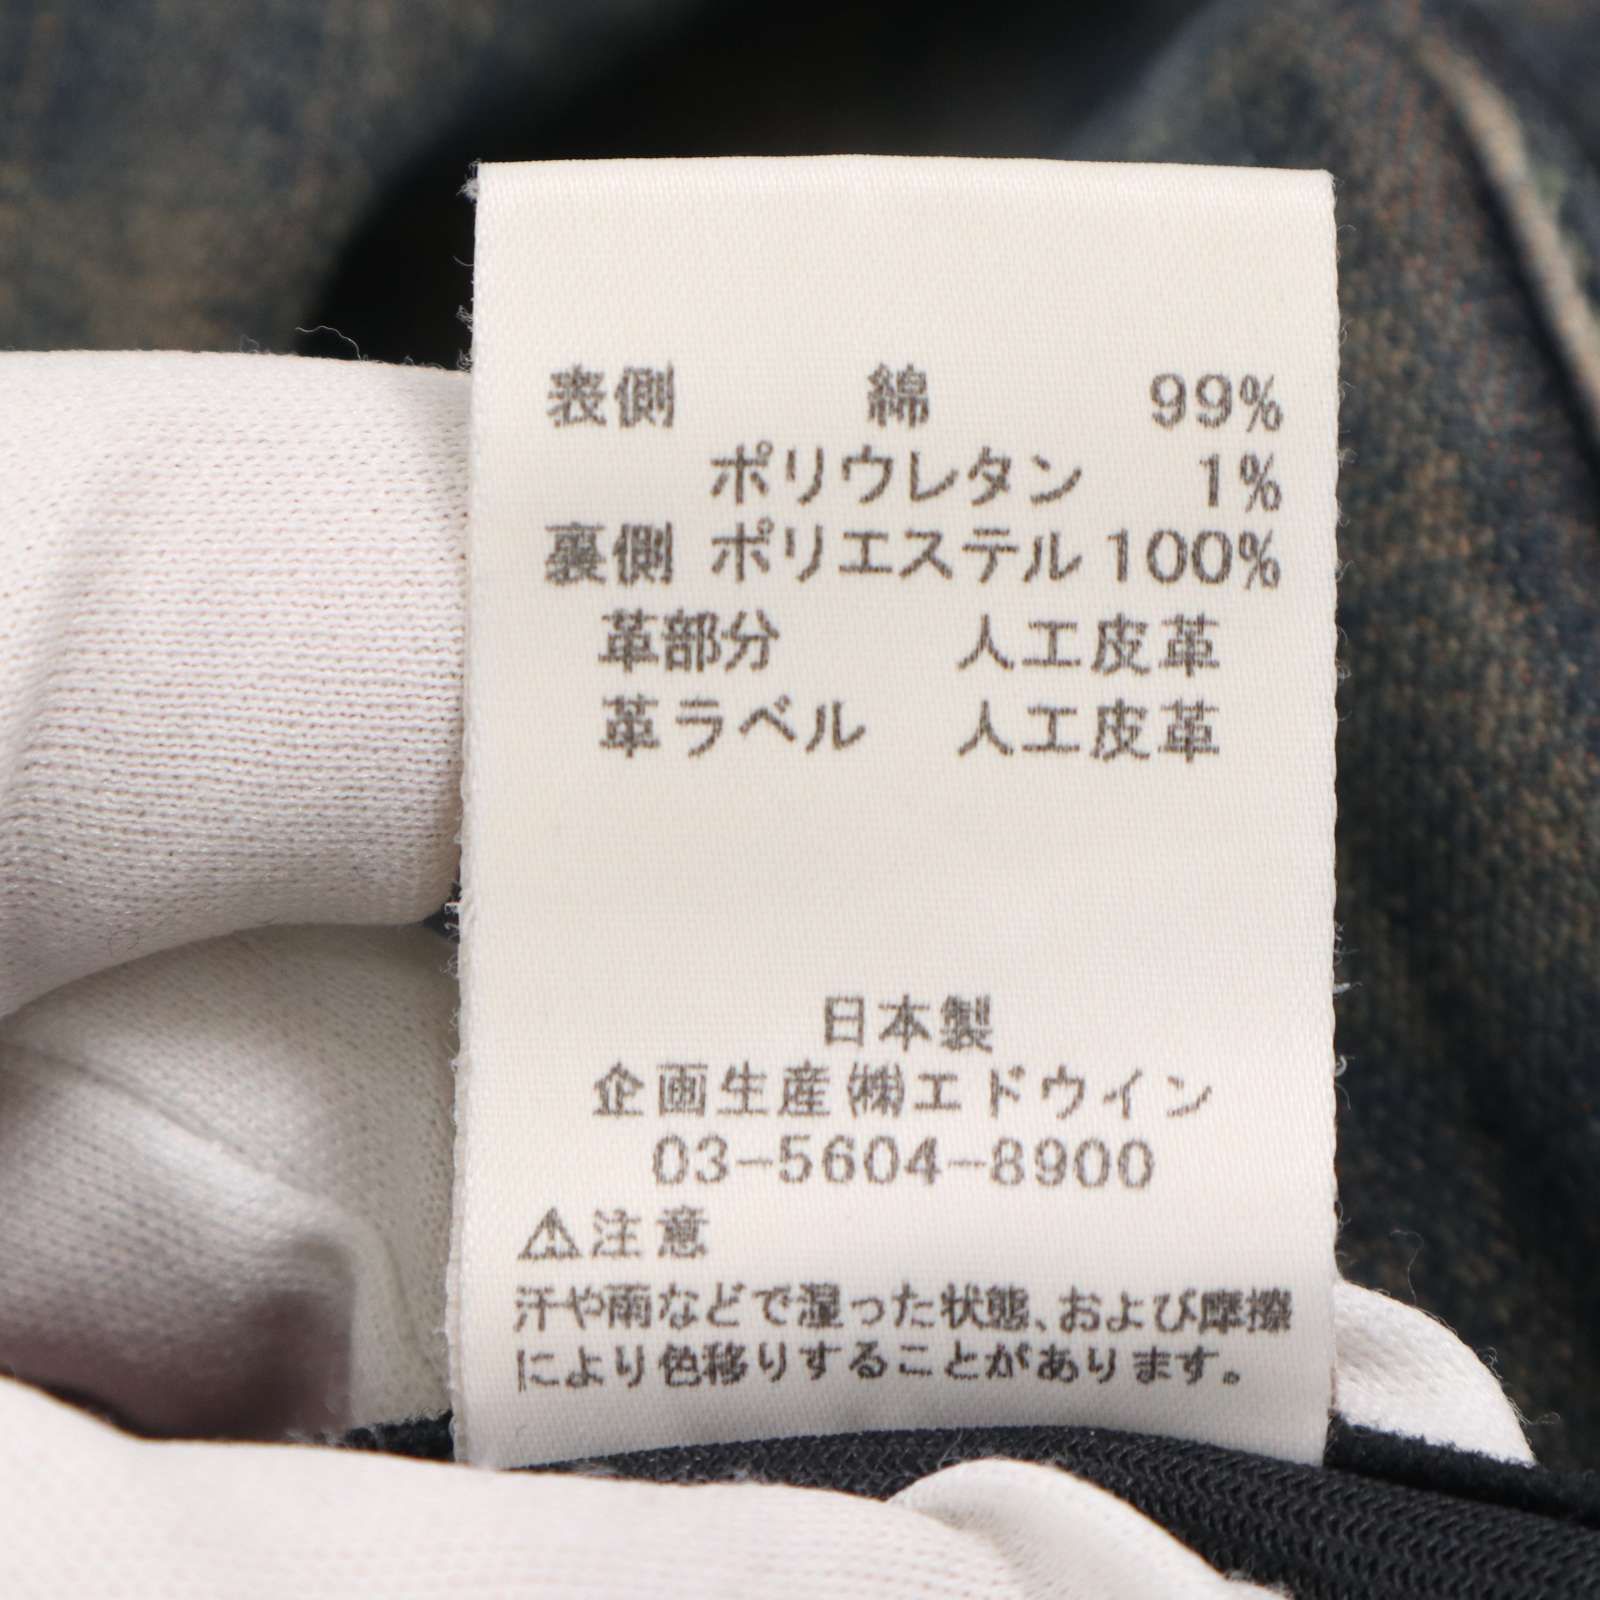 表側 綿 99%
ポリウレタン 1%
裏側 ポリエステル 100%
革部分 人工皮革
革ラベル 人工皮革
日本製
企画生産㈱エドウイン
03-5604-8900
⚠注意
汗や雨などで湿った状態、および摩擦
により色移りすることがあります。